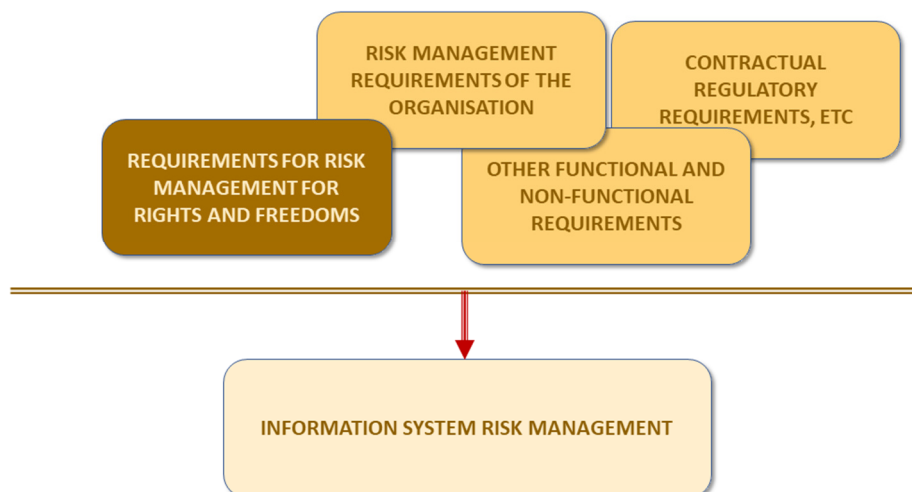 RISK MANAGEMENT
REQUIREMENTS OF THE
ORGANISATION
CONTRACTUAL
REGULATORY
REQUIREMENTS, ETC
REQUIREMENTS FOR RISK
MANAGEMENT FOR
RIGHTS AND FREEDOMS
OTHER FUNCTIONAL AND
NON-FUNCTIONAL
REQUIREMENTS
INFORMATION SYSTEM RISK MANAGEMENT